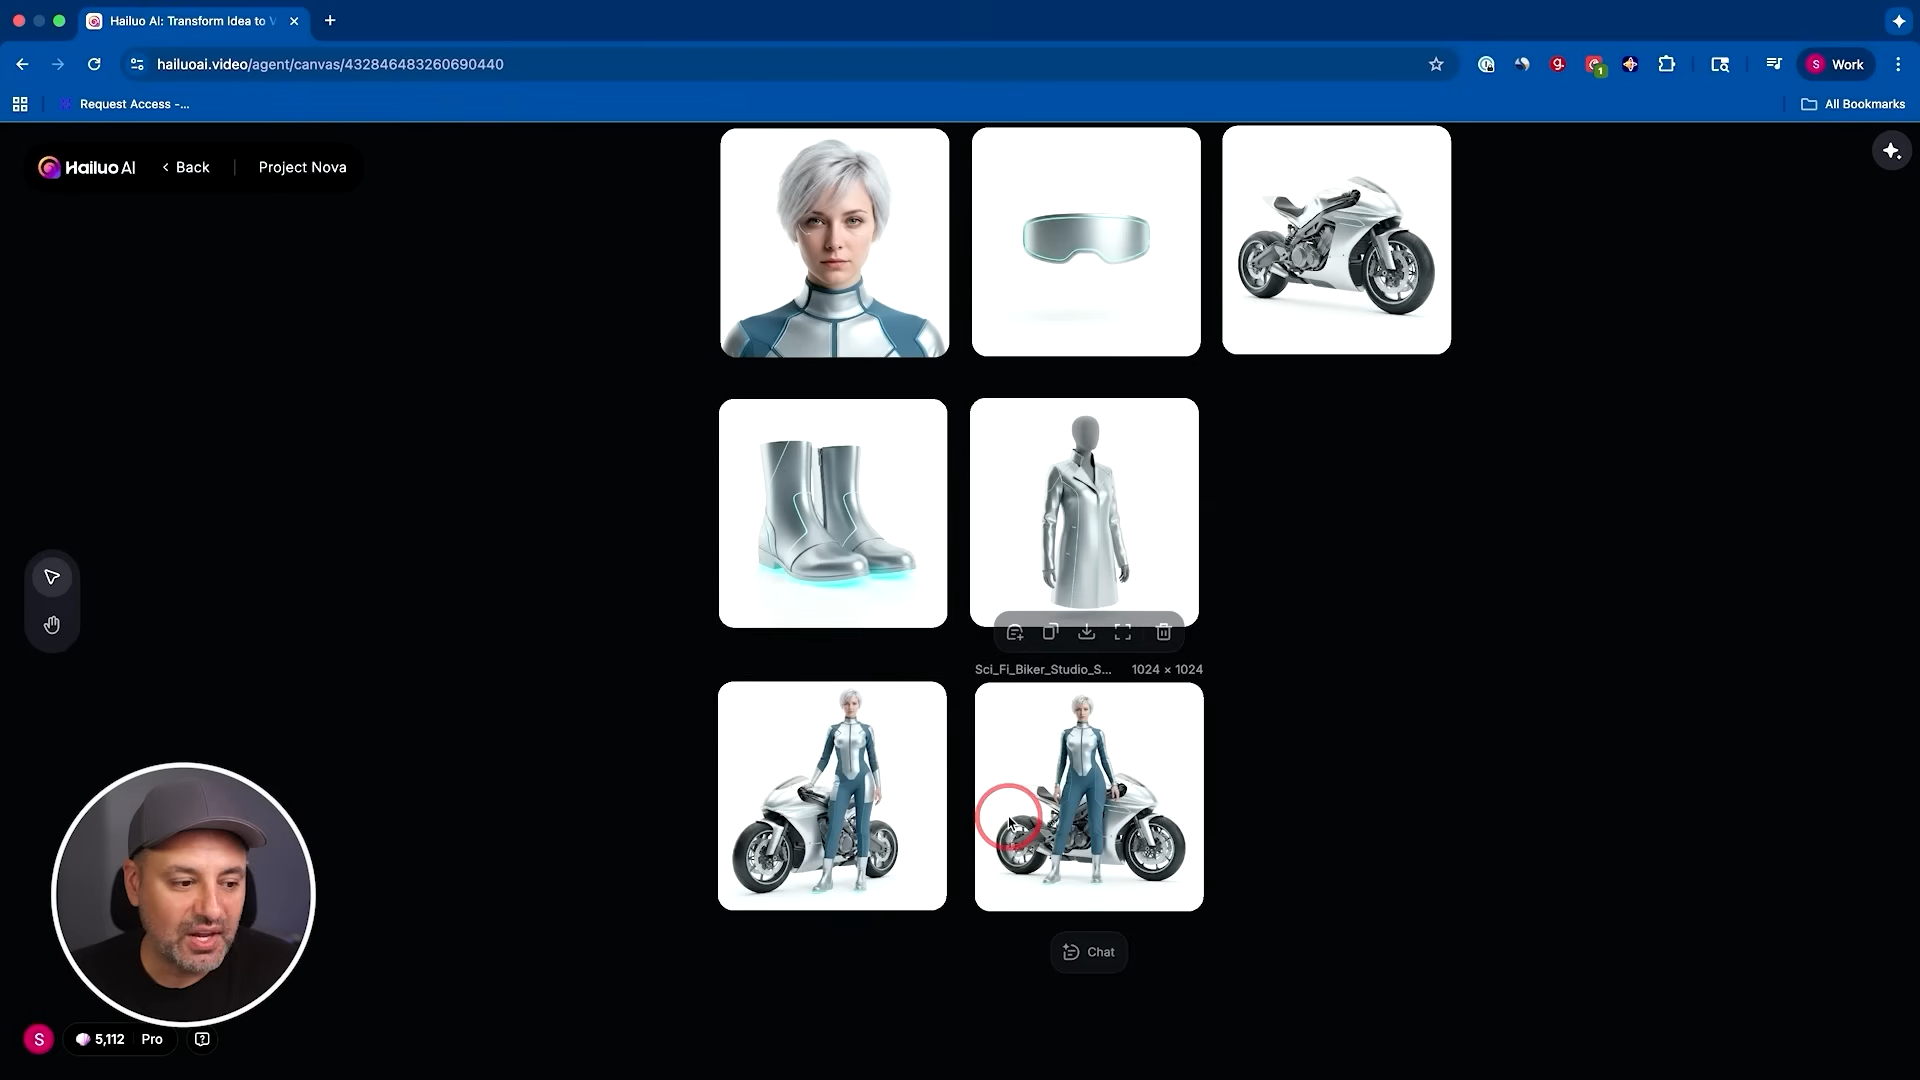 Hailuo AI: Transform Idea to V
hailuoai.video/agent/canvas/432846483260690440
g.
1
S Work
Request Access -...
All Bookmarks
Hailuo AI
Back
Project Nova
Sci_Fi_Biker_Studio_S...
1024 × 1024
Chat
S
5,112
Pro